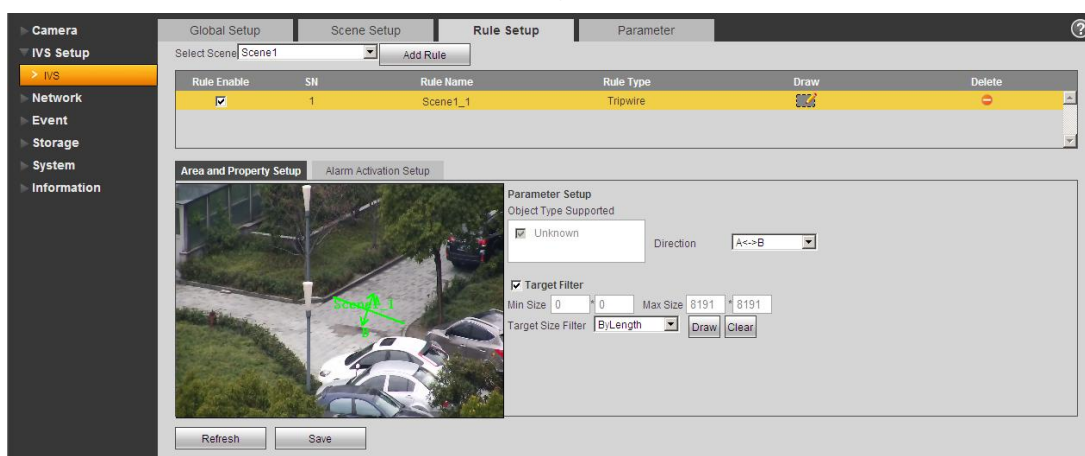 Camera
IVS Setup
IVS
Network
Event
Storage
System
Information
Global Setup Scene Setup Rule Setup Parameter
Select Scene Scene1 Add Rule
Rule Enable SN Rule Name Rule Type Draw Delete
1 Scene1_1 Tripwire
Area and Property Setup Alarm Activation Setup
Parameter Setup
Object Type Supported
Unknown
Direction A<->B
Target Filter
Min Size 0 * 0 Max Size 8191 * 8191
Target Size Filter ByLength Draw Clear
B
Refresh Save